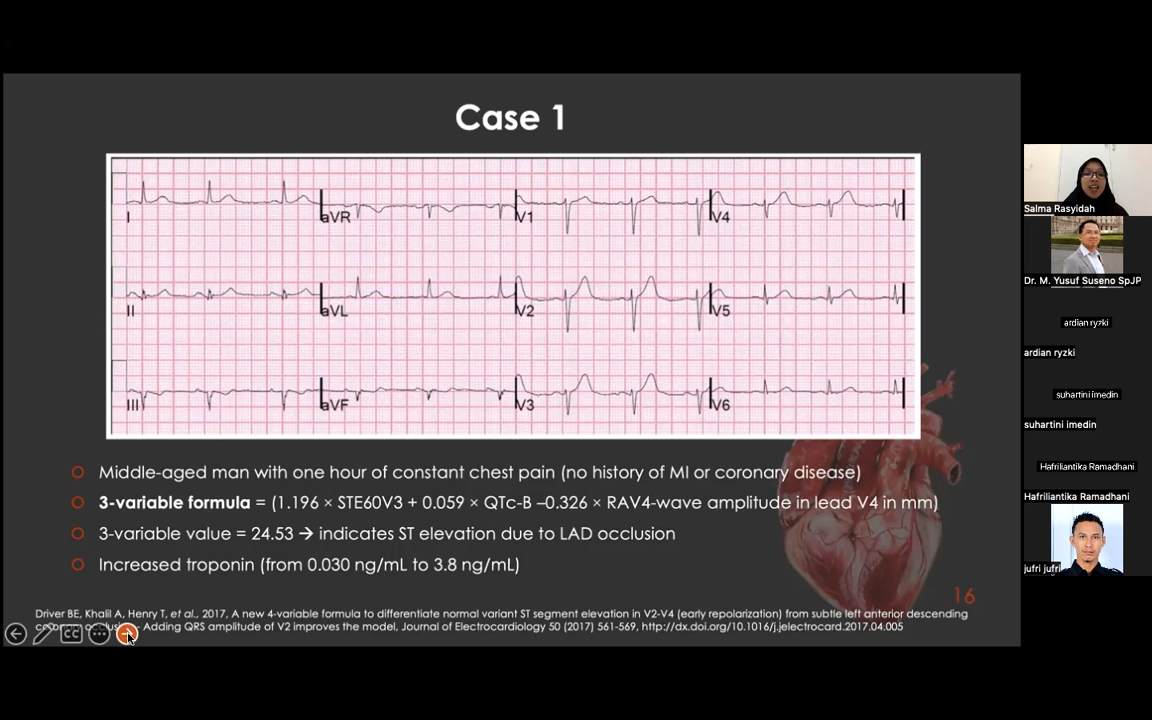 Case 1
I
aVR
V1
V4
II
aVL
V2
V5
III
aVF
V3
V6
Middle-aged man with one hour of constant chest pain (no history of MI or coronary disease)
3-variable formula = (1.196 × STE60V3 + 0.059 × QTc-B –0.326 × RAV4-wave amplitude in lead V4 in mm)
3-variable value = 24.53 → indicates ST elevation due to LAD occlusion
Increased troponin (from 0.030 ng/mL to 3.8 ng/mL)
16
Driver BE, Khalil A, Henry T, et al., 2017, A new 4-variable formula to differentiate normal variant ST segment elevation in V2-V4 (early repolarization) from subtle left anterior descending
Adding QRS amplitude of V2 improves the model, Journal of Electrocardiology 50 (2017) 561-569, http://dx.doi.org/10.1016/j.jelectrocard.2017.04.005
CC
Salma Rasyidah
Dr. M. Yusuf Suseno SpJP
ardian ryzki
ardian ryzki
suhartini imedin
suhartini imedin
Hafriliantika Ramadhani
Hafriliantika Ramadhani
jufri jufri